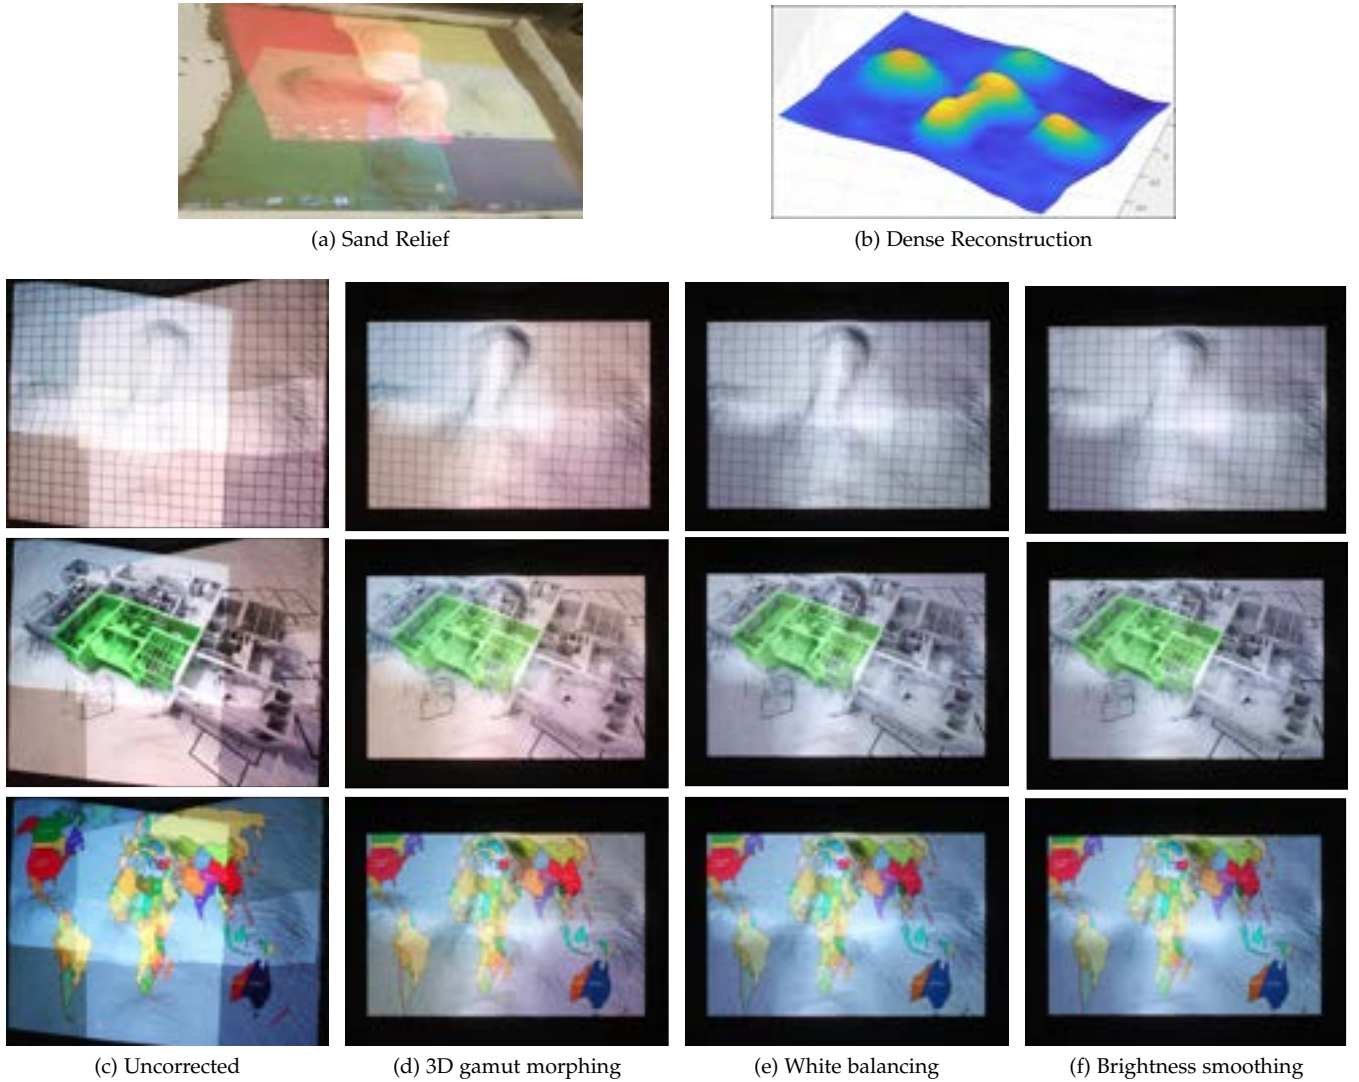 (a) Sand Relief
(b) Dense Reconstruction
(c) Uncorrected
(d) 3D gamut morphing
(e) White balancing
(f) Brightness smoothing